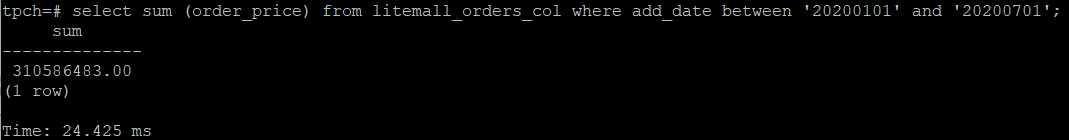 tpch=# select sum (order_price) from litemall_orders_col where add_date between '20200101' and '20200701';
sum
--------------
310586483.00
(1 row)
Time: 24.425 ms